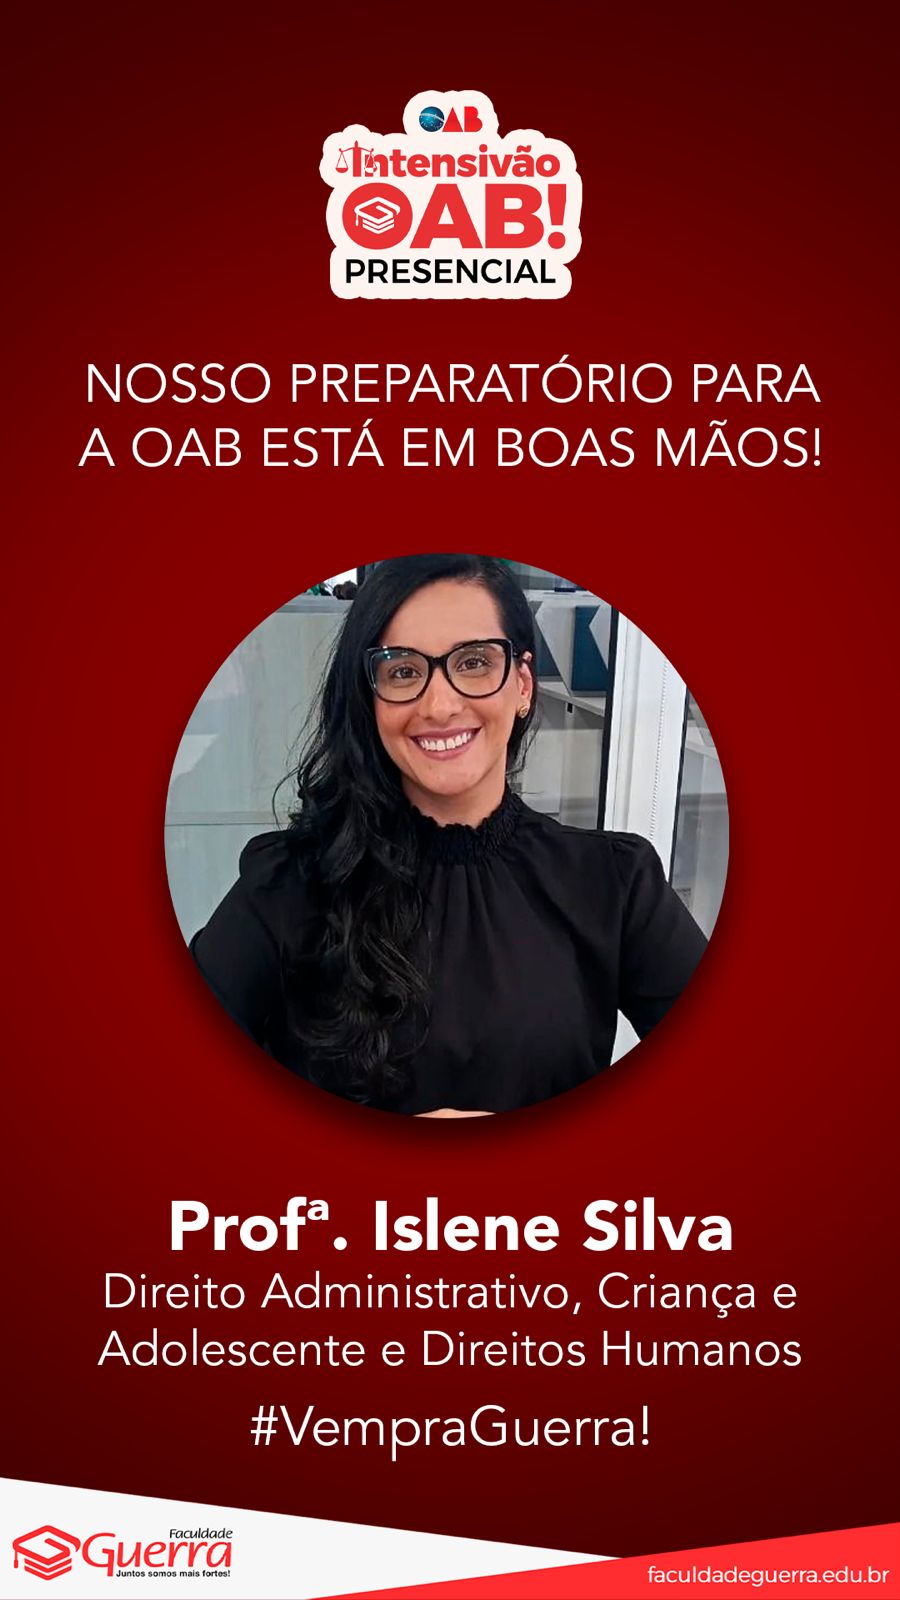 OAB
Intensivão
OAB!
PRESENCIAL
NOSSO PREPARATÓRIO PARA
A OAB ESTÁ EM BOAS MÃOS!
Profª. Islene Silva
Direito Administrativo, Criança e
Adolescente e Direitos Humanos
#VempraGuerra!
Faculdade
Guerra
Juntos somos mais fortes!
faculdadeguerra.edu.br